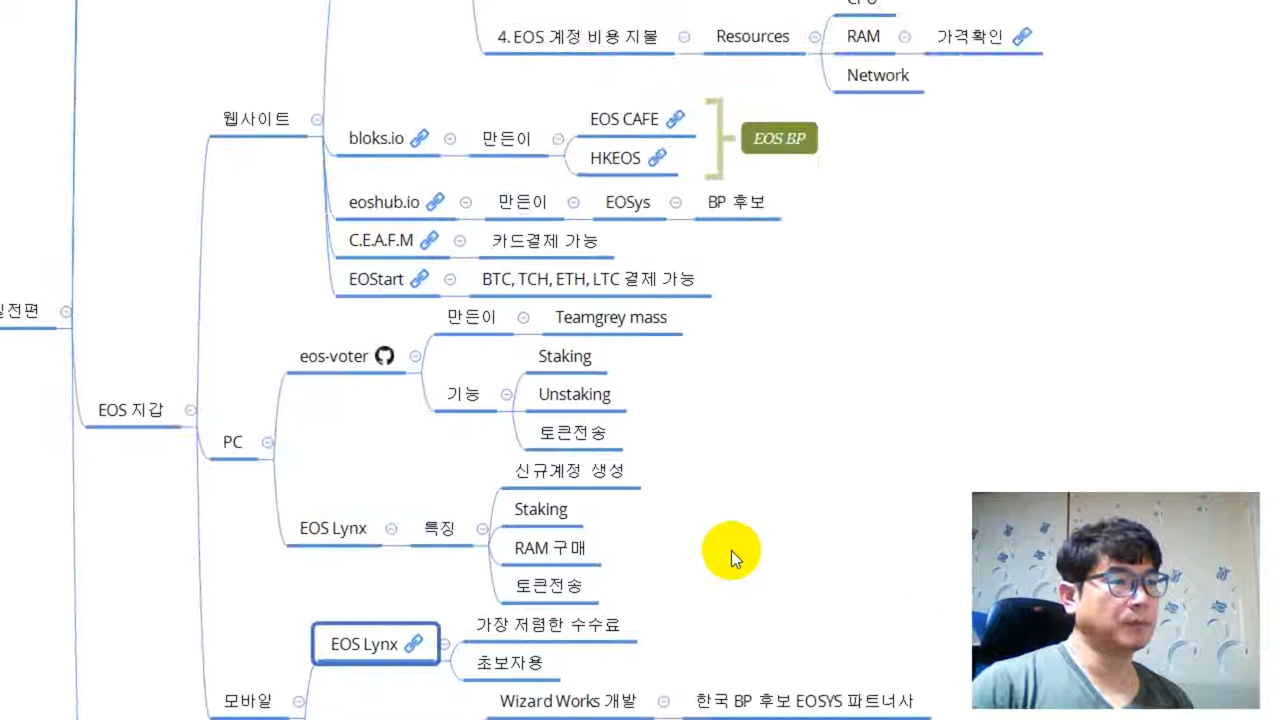 4. EOS 계정 비용 지불
Resources
RAM
가격확인
Network
웹사이트
bloks.io
만든이
EOS CAFE
HKEOS
EOS BP
eoshub.io
만든이
EOSys
BP 후보
C.E.A.F.M
카드결제 가능
EOStart
BTC, TCH, ETH, LTC 결제 가능
만든이
Teamgrey mass
eos-voter
기능
Staking
Unstaking
토큰전송
EOS 지갑
PC
EOS Lynx
특징
신규계정 생성
Staking
RAM 구매
토큰전송
EOS Lynx
가장 저렴한 수수료
초보자용
모바일
Wizard Works 개발
한국 BP 후보 EOSYS 파트너사